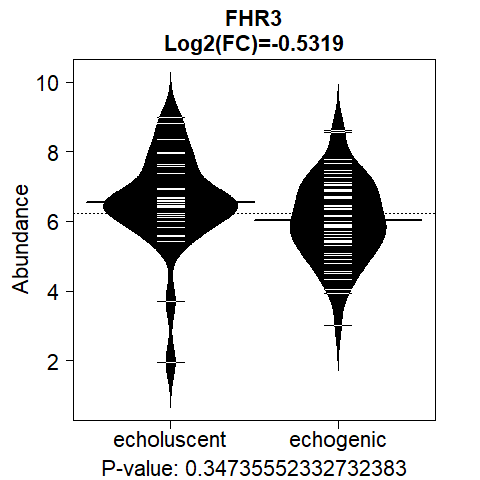 FHR3
Log2(FC)=-0.5319
Abundance
10
8
6
4
2
echoluscent echogenic
P-value: 0.34735552332732383